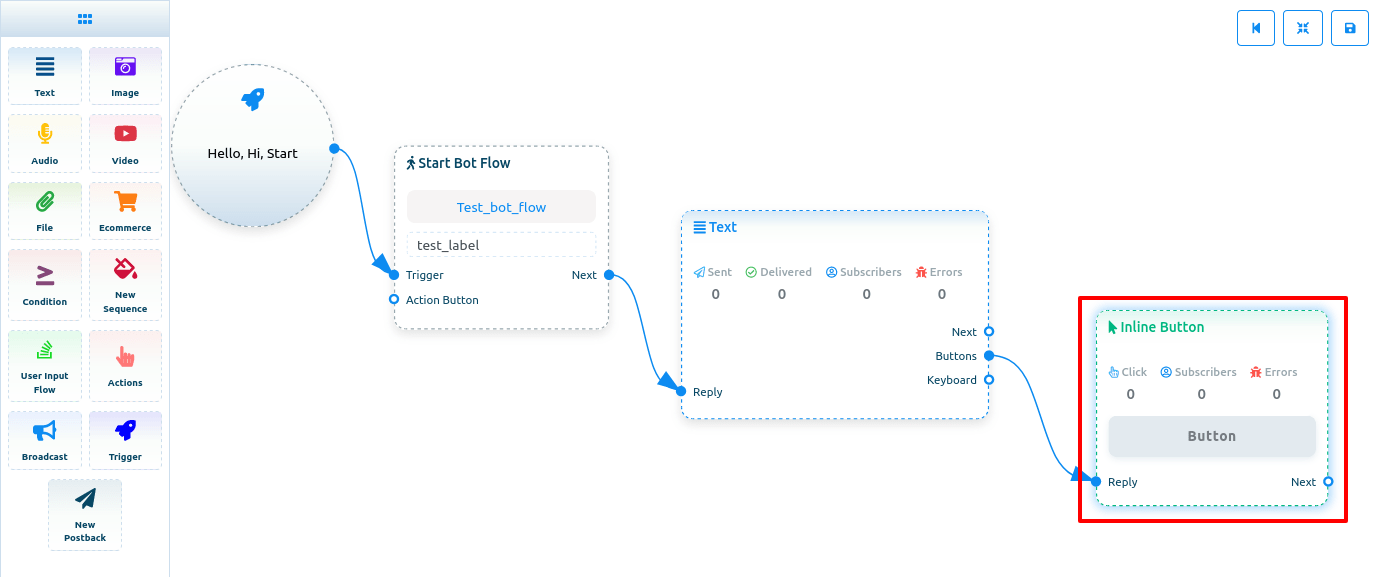 Text
Image
Audio
Video
File
Ecommerce
Condition
New
Sequence
User Input
Flow
Actions
Broadcast
Trigger
New
Postback
Hello, Hi, Start
Start Bot Flow
Test_bot_flow
test_label
Trigger
Next
Action Button
Text
Sent Delivered Subscribers Errors
0 0 0 0
Next
Buttons
Keyboard
Reply
Inline Button
Click Subscribers Errors
0 0 0
Button
Reply Next